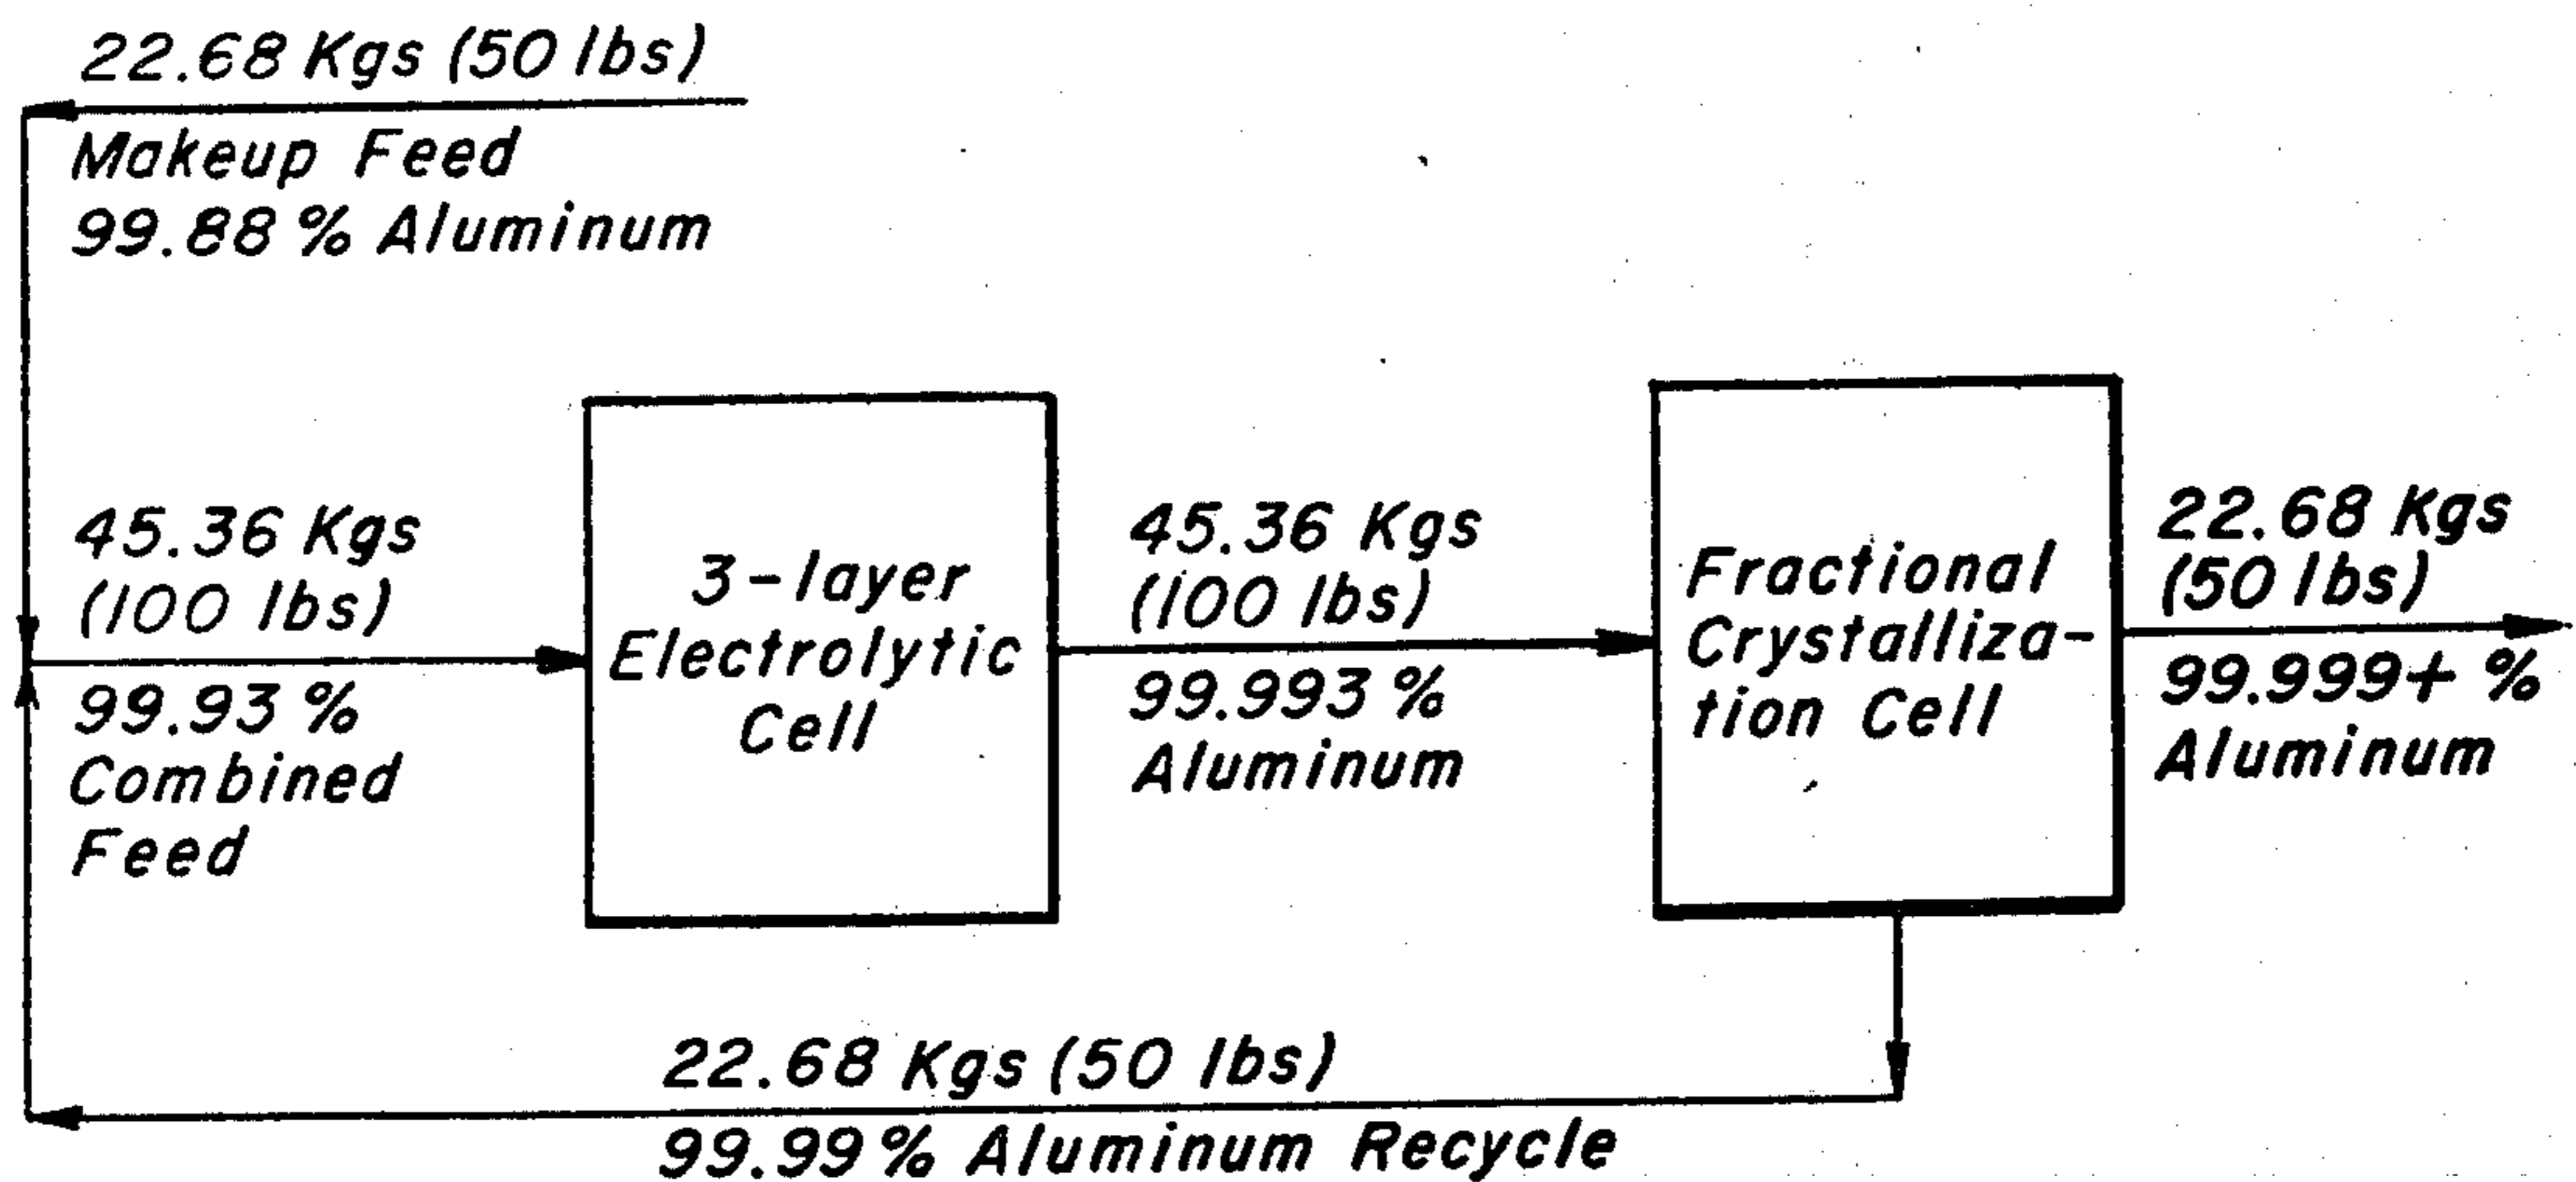 22.68 Kgs (50 lbs)
Makeup Feed
99.88 % Aluminum
45.36 Kgs
(100 lbs)
99.93 %
Combined
Feed
3-layer
Electrolytic
Cell
45.36 Kgs
(100 lbs)
99.993 %
Aluminum
Fractional
Crystalliza-
tion Cell
22.68 Kgs
(50 lbs)
99.999+ %
Aluminum
22.68 Kgs (50 lbs)
99.99 % Aluminum Recycle